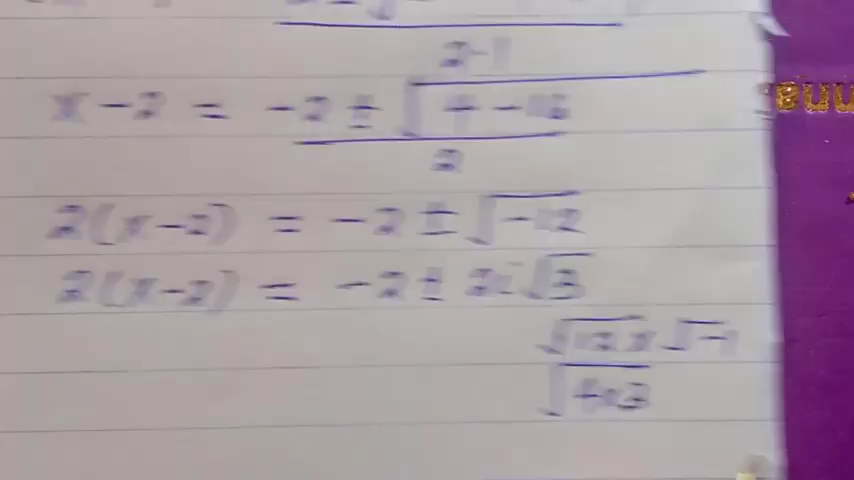 2·1
x - 2 = -2 ± √4 - 16
2
2(x-2) = -2 ± √-12
2(x-2) = -2 ± 2i√3
√12 x √-1
√4x3